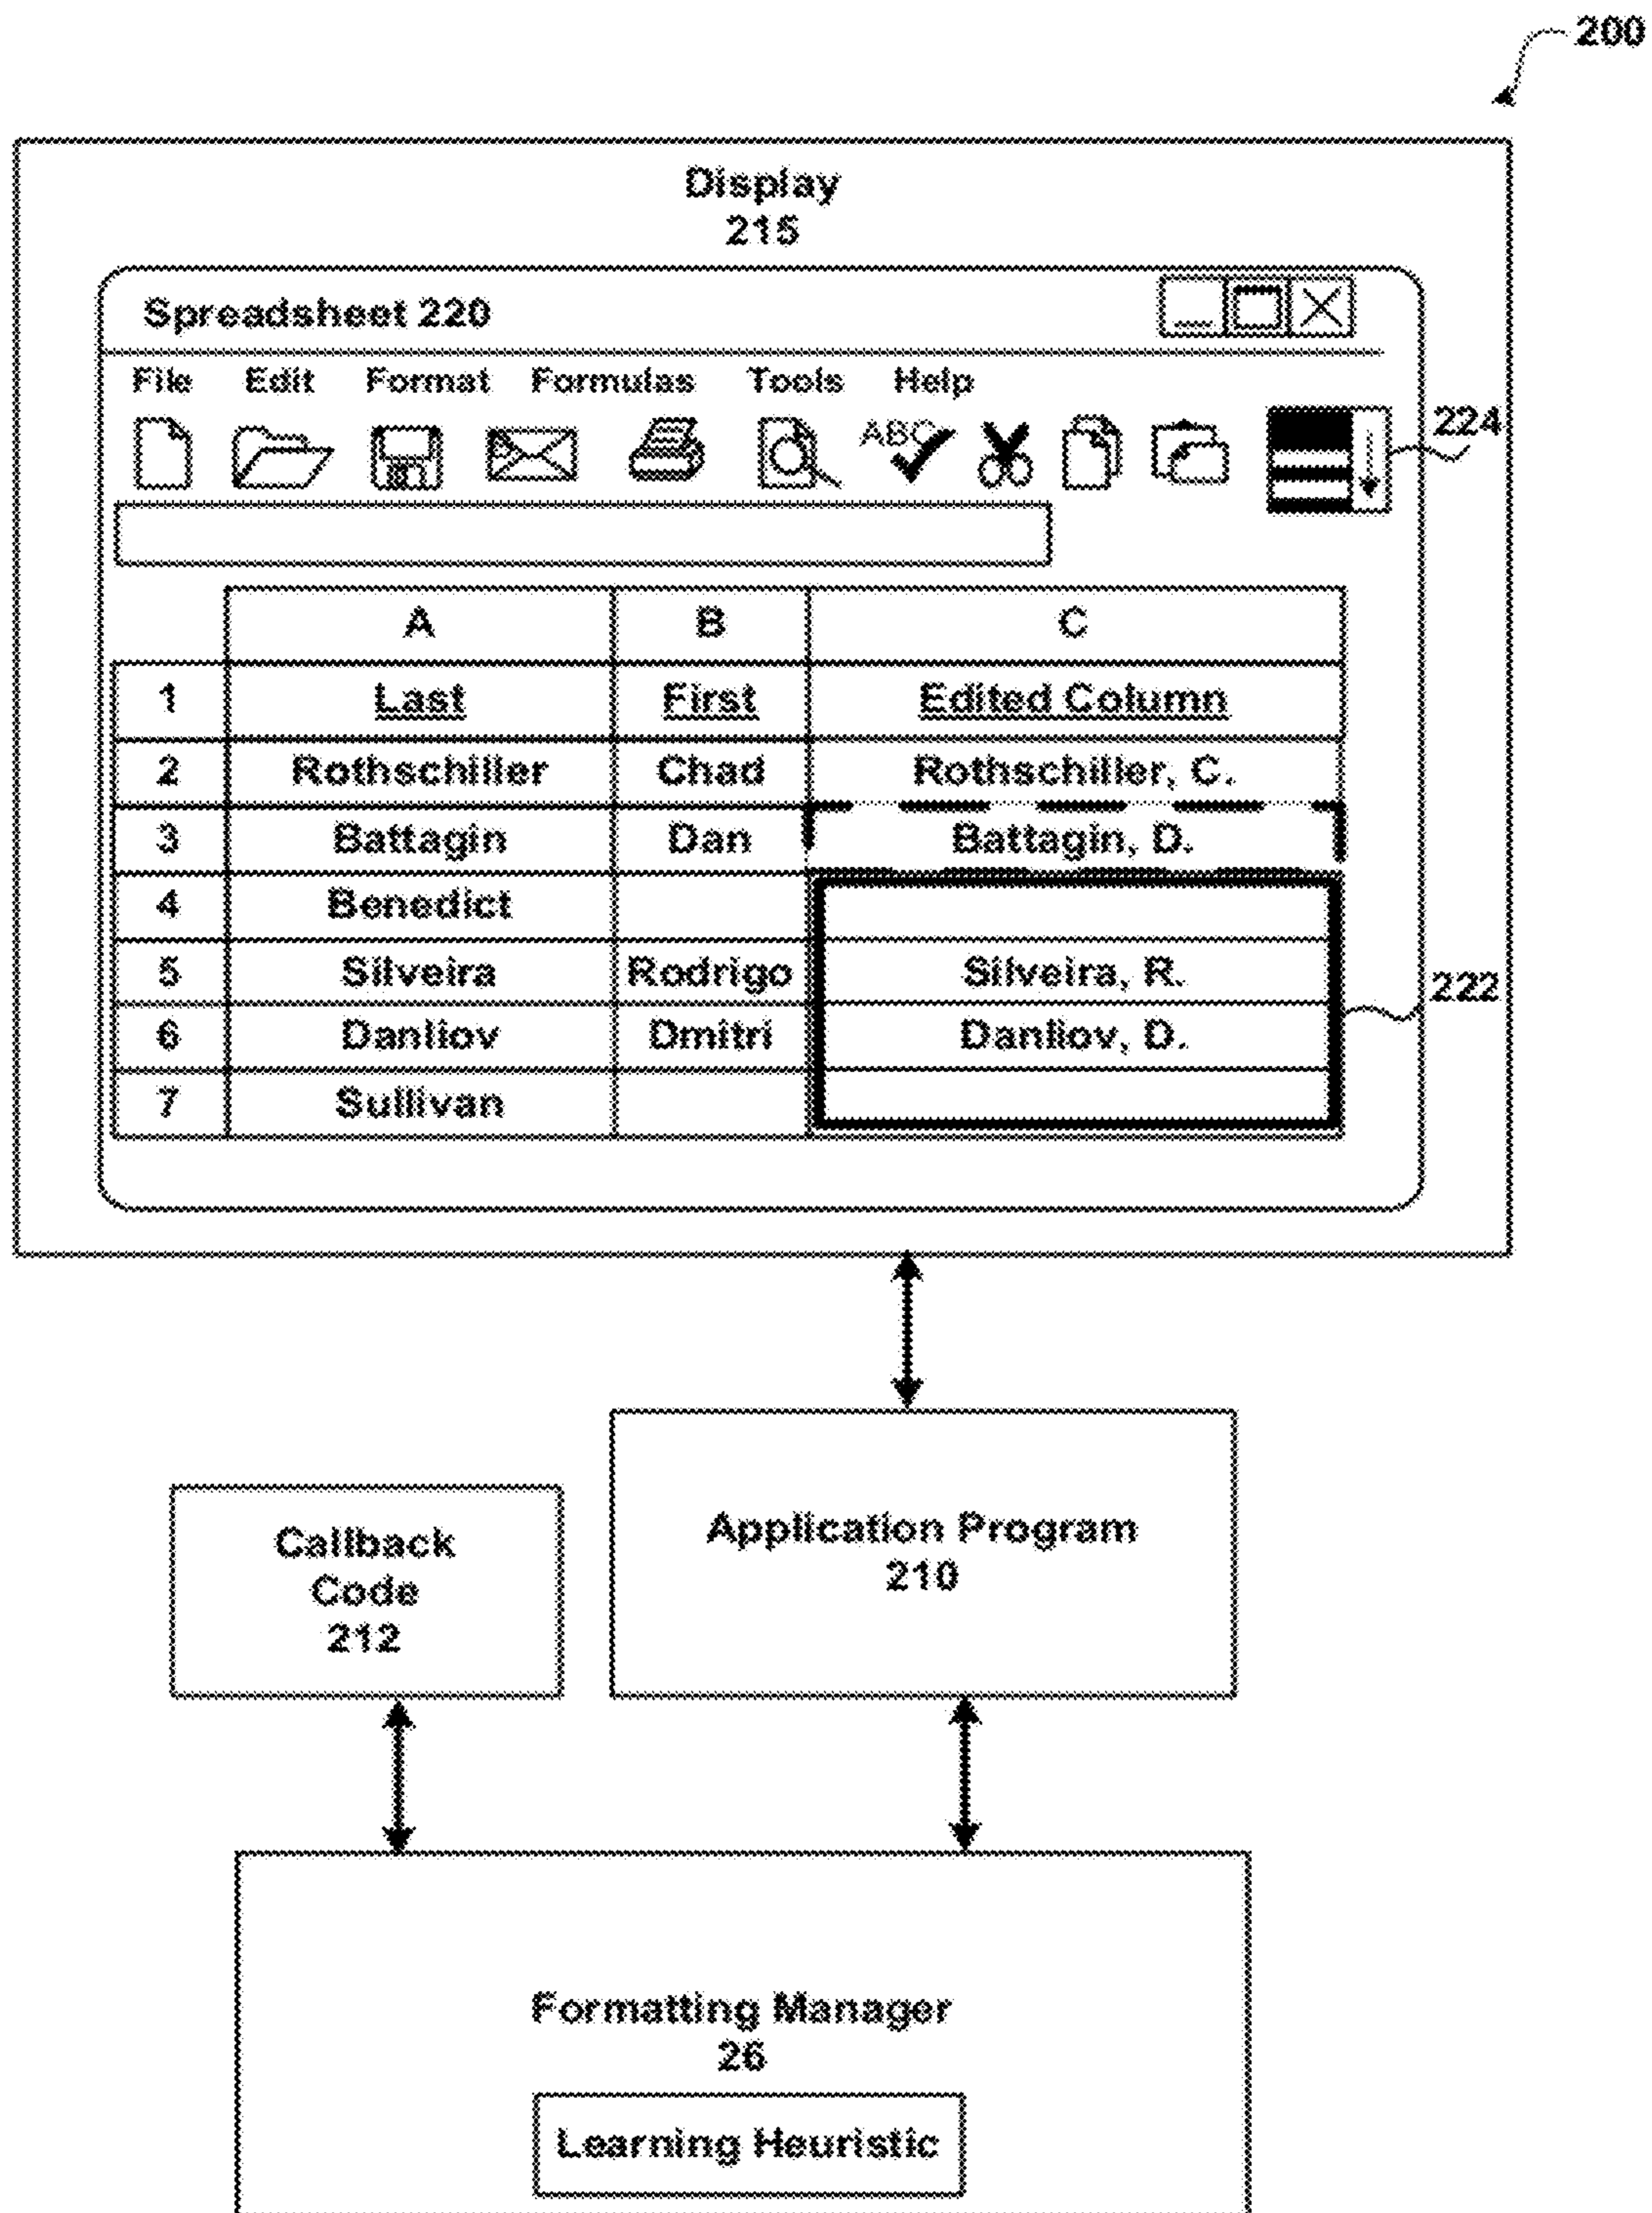 200
Display
215
Spreadsheet 220
File Edit Format Formulas Tools Help
ABC
224
A B C
1 Last First Edited Column
2 Rothschiller Chad Rothschiller, C.
3 Battagin Dan Battagin, D.
4 Benedict
5 Silveira Rodrigo Silveira, R.
222
6 Danliov Dmitri Danliov, D.
7 Sullivan
Callback
Code
212
Application Program
210
Formatting Manager
26
Learning Heuristic